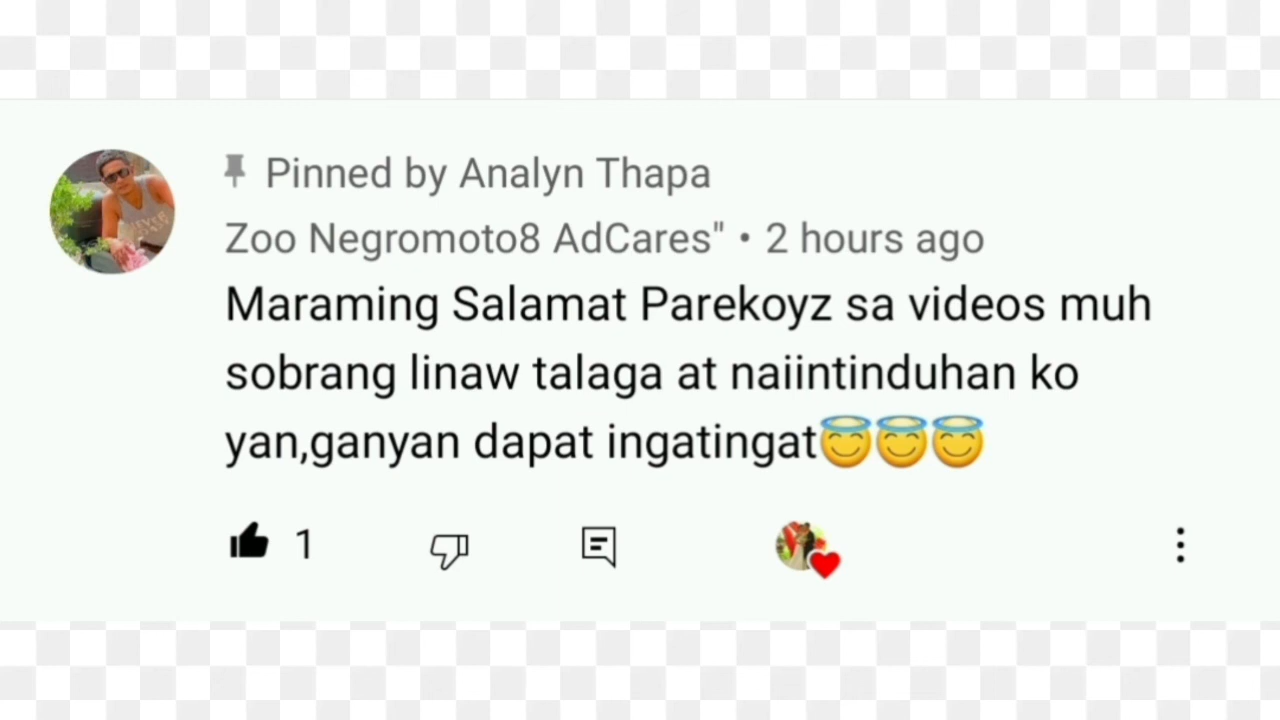 Pinned by Analyn Thapa
Zoo Negromoto8 AdCares" • 2 hours ago
Maraming Salamat Parekoyz sa videos muh
sobrang linaw talaga at naiintinduhan ko
yan,ganyan dapat ingatingat😇😇😇
1